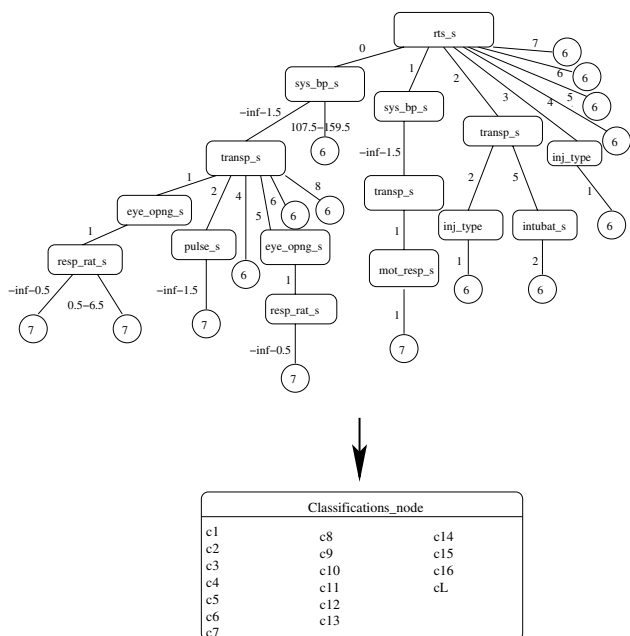 rts_s
0
1
2
3
4
5
6
7
6
6
6
6
sys_bp_s
sys_bp_s
transp_s
inj_type
−inf−1.5
107.5−159.5
6
−inf−1.5
2
5
1
6
transp_s
transp_s
inj_type
intubat_s
1
2
4
5
6
8
6
6
6
1
1
2
6
6
eye_opng_s
pulse_s
eye_opng_s
mot_resp_s
1
−inf−1.5
1
1
resp_rat_s
7
resp_rat_s
7
−inf−0.5
0.5−6.5
−inf−0.5
7
7
7
Classifications_node
c1
c2
c3
c4
c5
c6
c7
c8
c9
c10
c11
c12
c13
c14
c15
c16
cL